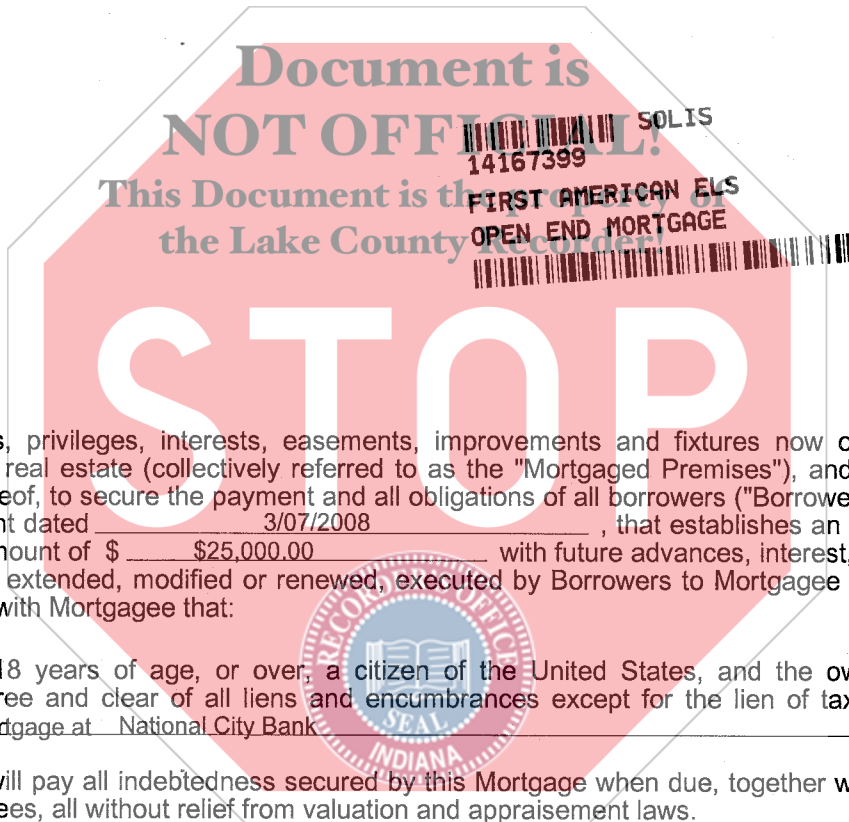 Document is
NOT OFFICIAL!
This Document is the property of
the Lake County Recorder!
SOLIS
14167399
FIRST AMERICAN ELS
OPEN END MORTGAGE
STOP
s, privileges, interests, easements, improvements and fixtures now o
real estate (collectively referred to as the "Mortgaged Premises"), and
eof, to secure the payment and all obligations of all borrowers ("Borrowe
nt dated 3/07/2008 , that establishes an
mount of $ $25,000.00 with future advances, interest,
extended, modified or renewed, executed by Borrowers to Mortgagee
with Mortgagee that:
18 years of age, or over, a citizen of the United States, and the ow
ree and clear of all liens and encumbrances except for the lien of tax
rtgage at National City Bank
RECORDER'S OFFICE
SEAL
INDIANA
will pay all indebtedness secured by this Mortgage when due, together w
ees, all without relief from valuation and appraisement laws.